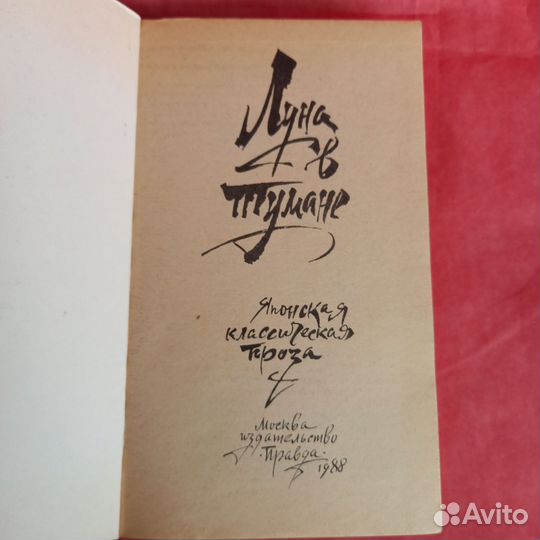 Луна
в
тумане
Японская
классическая
проза
Москва
издательство
"Правда"
1988
Avito